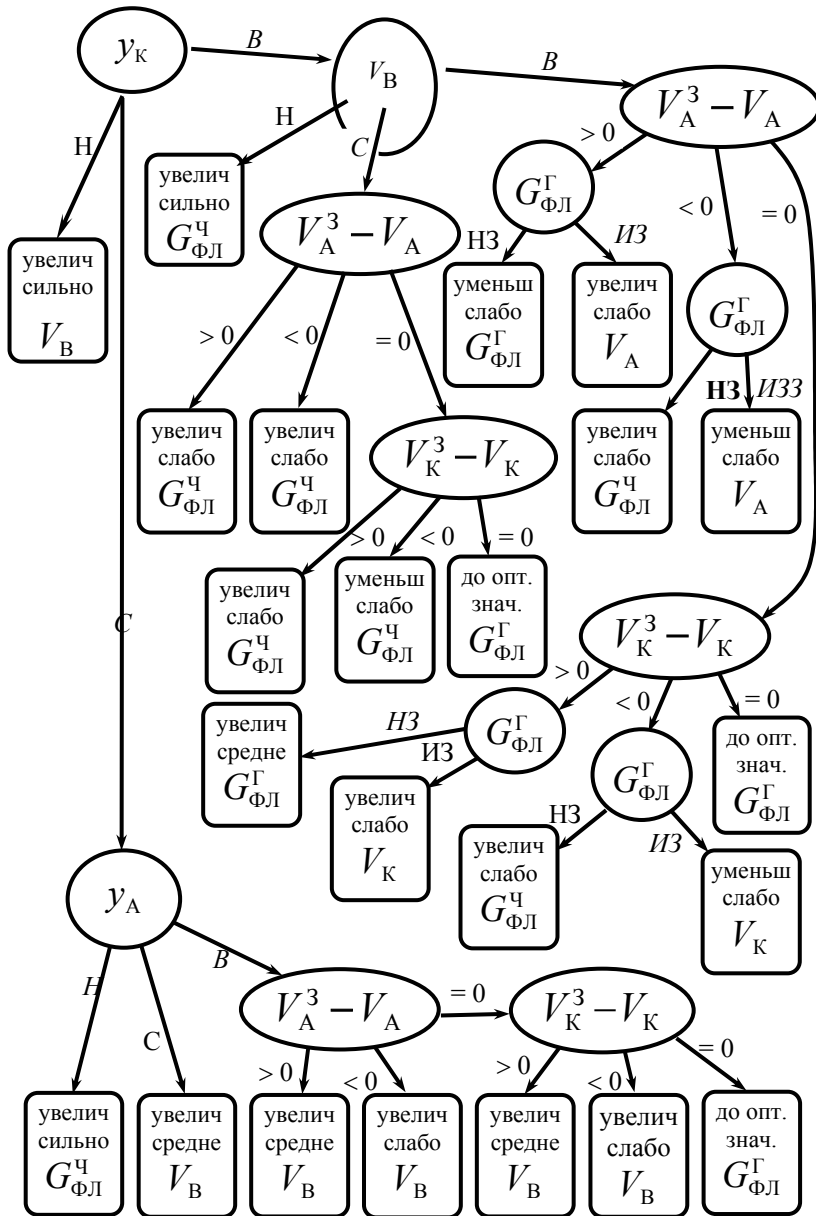 y_К
В
V_В
В
V_А^З − V_А
Н
Н
С
> 0
< 0
= 0
увелич
сильно
G_ФЛ^Ч
G_ФЛ^Г
НЗ
ИЗ
V_А^З − V_А
увелич
сильно
V_В
уменьш
слабо
G_ФЛ^Г
увелич
слабо
V_А
G_ФЛ^Г
> 0
< 0
= 0
НЗ
ИЗЗ
увелич
слабо
G_ФЛ^Ч
увелич
слабо
G_ФЛ^Ч
V_К^З − V_К
увелич
слабо
G_ФЛ^Ч
уменьш
слабо
V_А
> 0
< 0
= 0
увелич
слабо
G_ФЛ^Ч
уменьш
слабо
G_ФЛ^Ч
до опт.
знач.
G_ФЛ^Г
С
V_К^З − V_К
> 0
< 0
= 0
увелич
средне
G_ФЛ^Г
НЗ
ИЗ
G_ФЛ^Г
G_ФЛ^Г
до опт.
знач.
G_ФЛ^Г
увелич
слабо
V_К
НЗ
ИЗ
увелич
слабо
G_ФЛ^Ч
уменьш
слабо
V_К
y_А
Н
С
В
V_А^З − V_А
= 0
V_К^З − V_К
> 0
< 0
> 0
< 0
= 0
увелич
сильно
G_ФЛ^Ч
увелич
средне
V_В
увелич
средне
V_В
увелич
слабо
V_В
увелич
средне
V_В
увелич
слабо
V_В
до опт.
знач.
G_ФЛ^Г